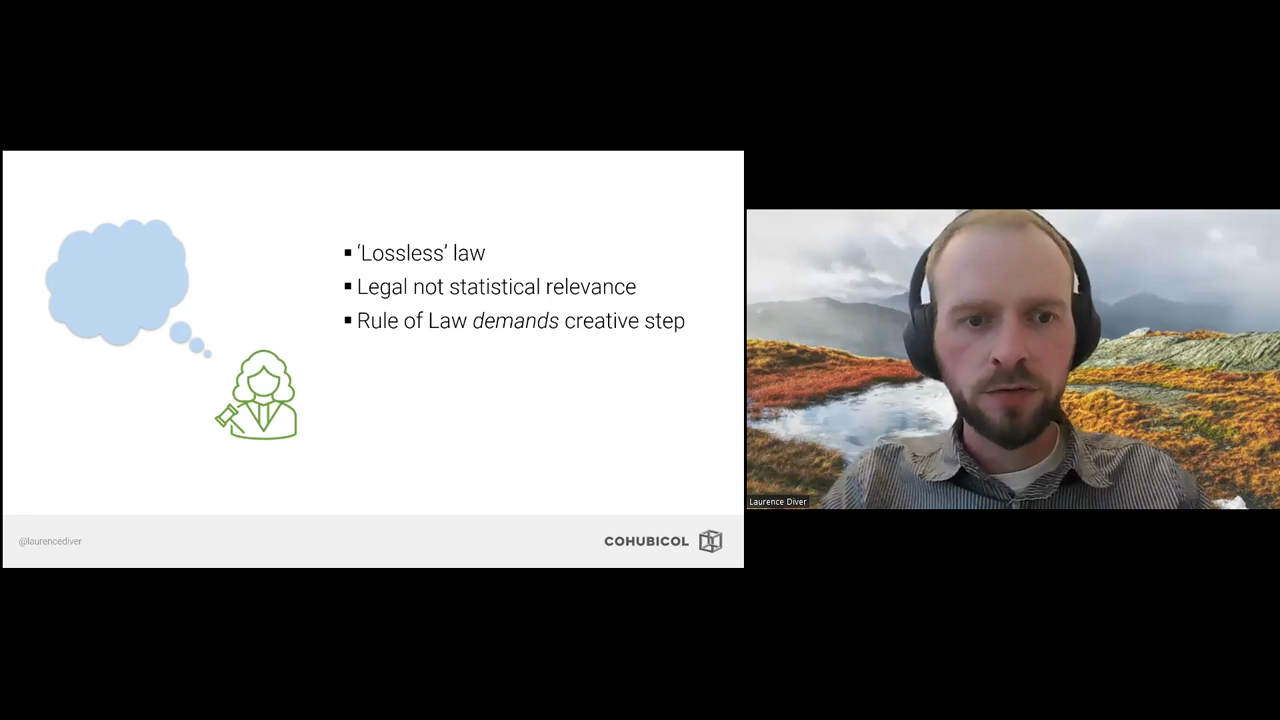 ▪ ‘Lossless’ law
▪ Legal not statistical relevance
▪ Rule of Law demands creative step
@laurencediver
COHUBICOL
Laurence Diver